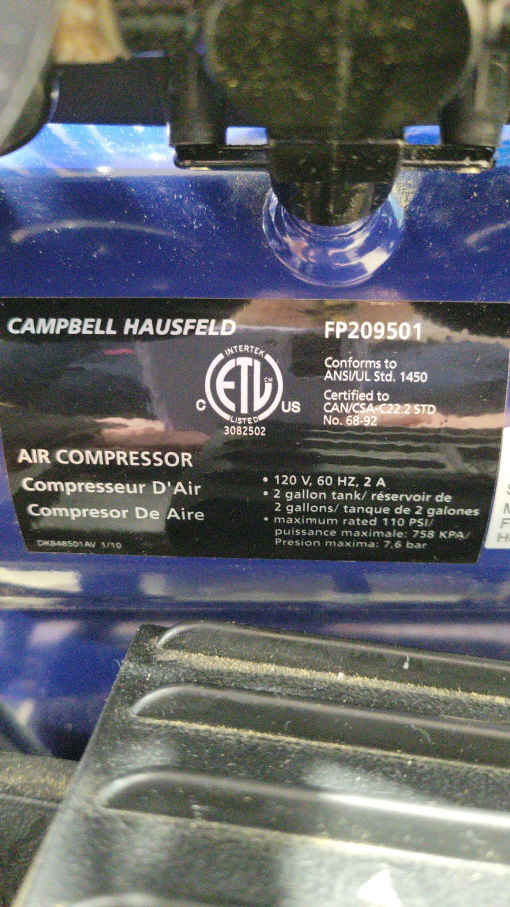 CAMPBELL HAUSFELD
FP209501
INTERTEK
ETL
CM
C
US
LISTED
3082502
Conforms to
ANSI/UL Std. 1450
Certified to
CAN/CSA-C22.2 STD
No. 68-92
AIR COMPRESSOR
Compresseur D'Air
Compresor De Aire
• 120 V, 60 HZ, 2 A
• 2 gallon tank/ réservoir de
2 gallons/ tanque de 2 galones
• maximum rated 110 PSI/
puissance maximale: 758 KPA/
Presion maxima: 7,6 bar
DK848501AV 1/10